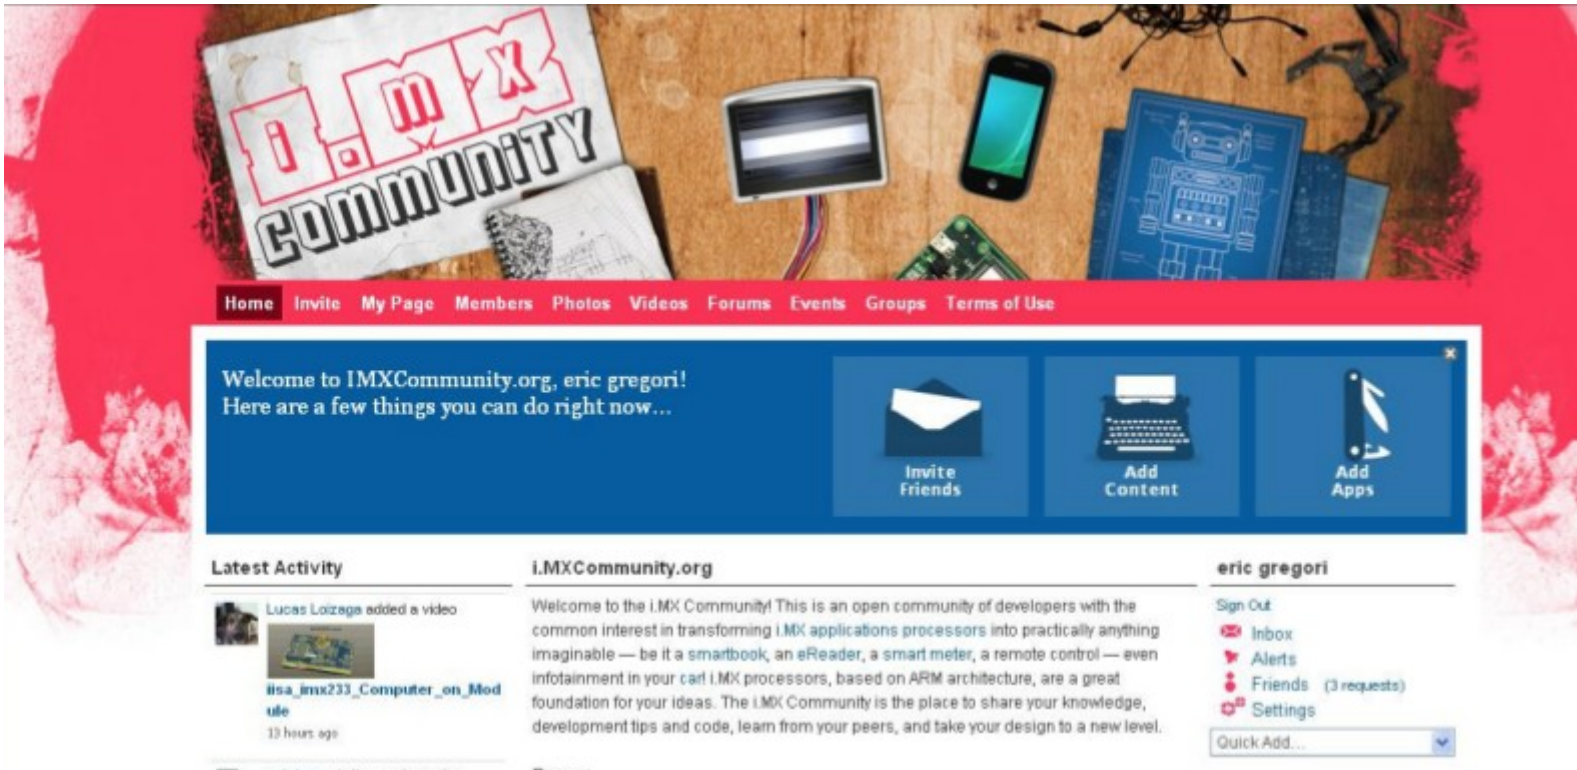 i.mx
COMMUNITY
Home Invite My Page Members Photos Videos Forums Events Groups Terms of Use
Welcome to IMXCommunity.org, eric gregori!
Here are a few things you can do right now...
Invite
Friends
Add
Content
Add
Apps
Latest Activity
Lucas Loizaga added a video
iisa_imx233_Computer_on_Mod
ule
13 hours ago
i.MXCommunity.org
Welcome to the i.MX Community! This is an open community of developers with the
common interest in transforming i.MX applications processors into practically anything
imaginable — be it a smartbook, an eReader, a smart meter, a remote control — even
infotainment in your car! i.MX processors, based on ARM architecture, are a great
foundation for your ideas. The i.MX Community is the place to share your knowledge,
development tips and code, learn from your peers, and take your design to a new level.
eric gregori
Sign Out
Inbox
Alerts
Friends (3 requests)
Settings
Quick Add...